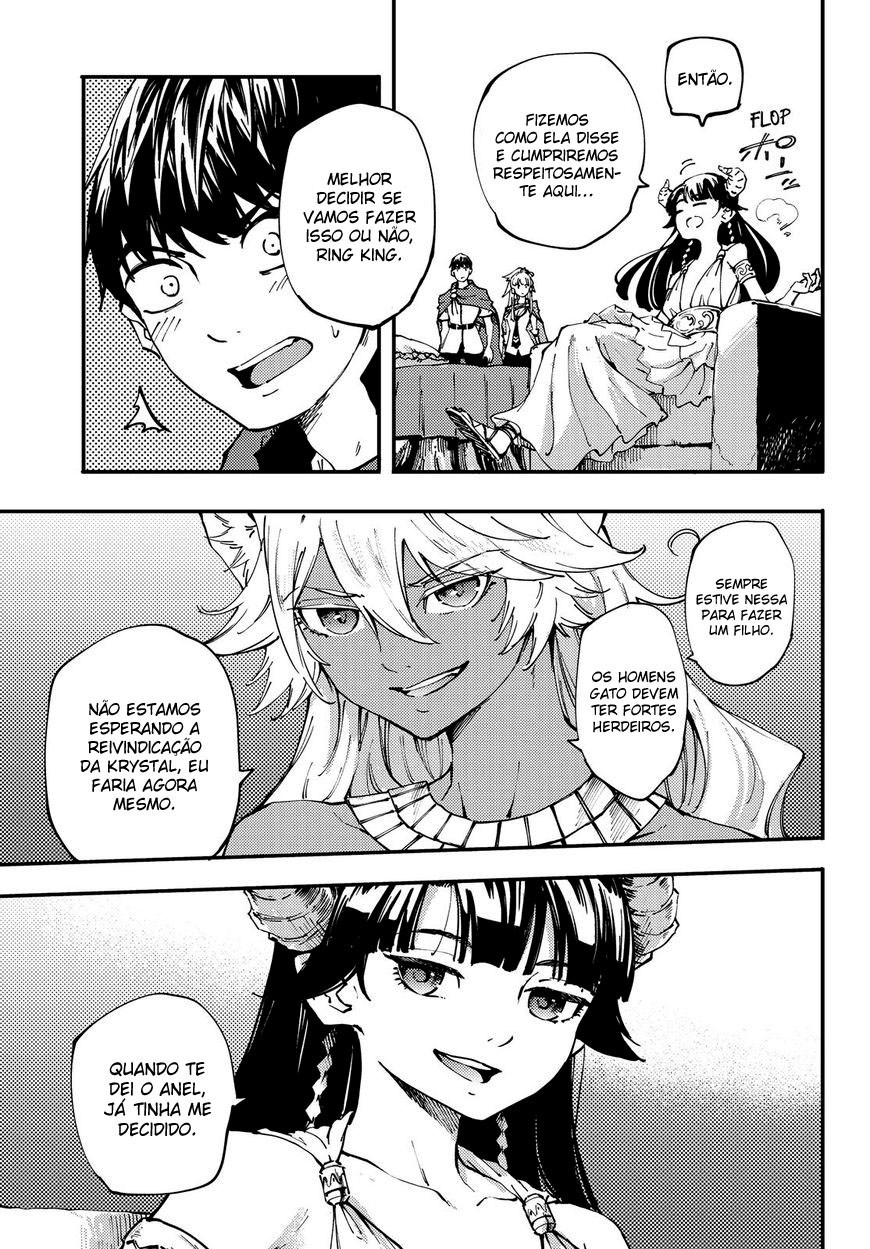 ENTÃO.
FLOP
ポ
FIZEMOS
COMO ELA DISSE
E CUMPRIREMOS
RESPEITOSAMEN-
TE AQUI...
MELHOR
DECIDIR SE
VAMOS FAZER
ISSO OU NÃO,
RING KING.
SEMPRE
ESTIVE NESSA
PARA FAZER
UM FILHO.
OS HOMENS
GATO DEVEM
TER FORTES
HERDEIROS.
NÃO ESTAMOS
ESPERANDO A
REIVINDICAÇÃO
DA KRYSTAL, EU
FARIA AGORA
MESMO.
QUANDO TE
DEI O ANEL,
JÁ TINHA ME
DECIDIDO.